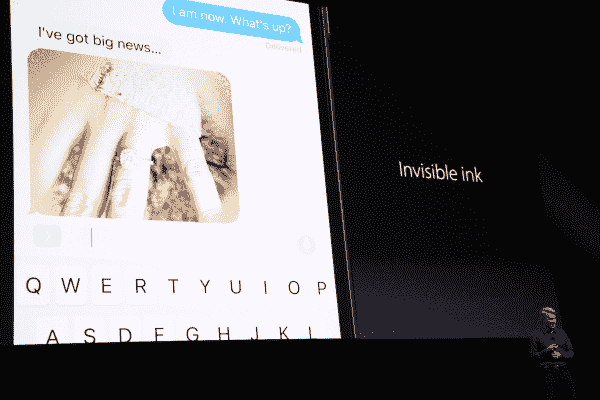 I am now. What's up?
Delivered
I've got big news...
Invisible ink
Q W E R T Y U I O P
A S D F G H J K L